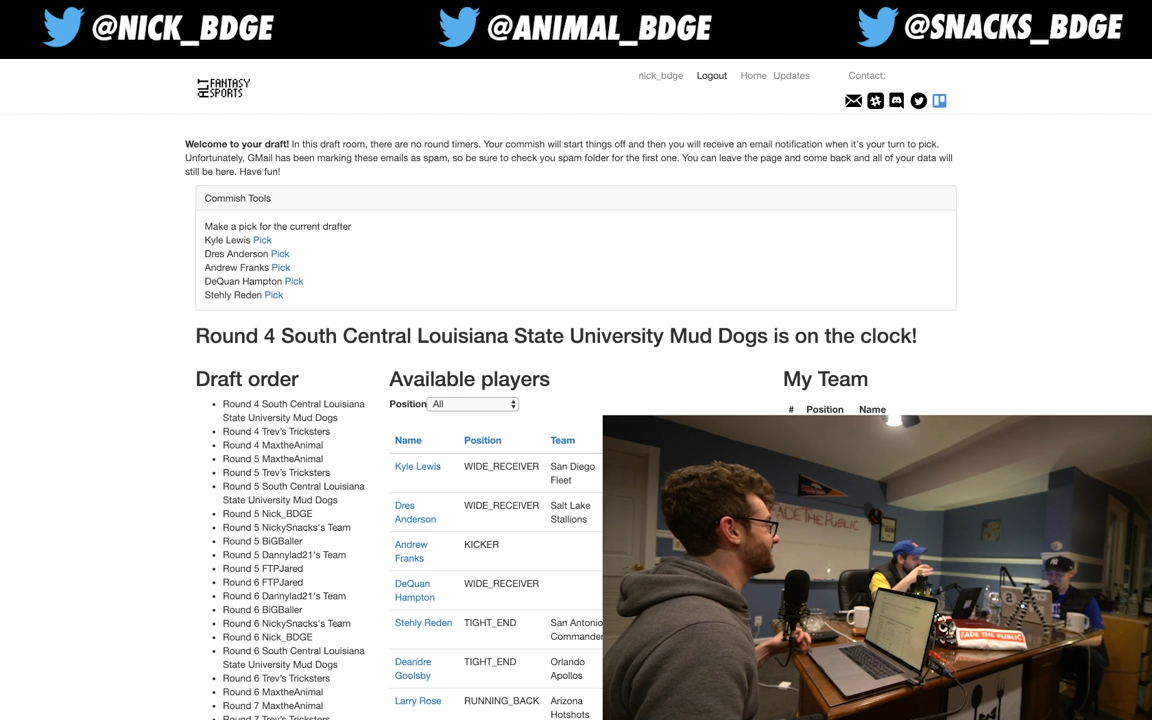 @NICK_BDGE @ANIMAL_BDGE @SNACKS_BDGE
ALT FANTASY SPORTS
nick_bdge Logout Home Updates Contact:
Welcome to your draft! In this draft room, there are no round timers. Your commish will start things off and then you will receive an email notification when it's your turn to pick.
Unfortunately, GMail has been marking these emails as spam, so be sure to check you spam folder for the first one. You can leave the page and come back and all of your data will
still be here. Have fun!
Commish Tools
Make a pick for the current drafter
Kyle Lewis Pick
Dres Anderson Pick
Andrew Franks Pick
DeQuan Hampton Pick
Stehly Reden Pick
Round 4 South Central Louisiana State University Mud Dogs is on the clock!
Draft order
Round 4 South Central Louisiana
State University Mud Dogs
Round 4 Trev's Tricksters
Round 4 MaxtheAnimal
Round 5 MaxtheAnimal
Round 5 Trev's Tricksters
Round 5 South Central Louisiana
State University Mud Dogs
Round 5 Nick_BDGE
Round 5 NickySnacks's Team
Round 5 BiGBaller
Round 5 Dannylad21's Team
Round 5 FTPJared
Round 6 FTPJared
Round 6 Dannylad21's Team
Round 6 BiGBaller
Round 6 NickySnacks's Team
Round 6 Nick_BDGE
Round 6 South Central Louisiana
State University Mud Dogs
Round 6 Trev's Tricksters
Round 6 MaxtheAnimal
Round 7 MaxtheAnimal
Round 7 Trev's Tricksters
Available players
Position All
Name Position Team
Kyle Lewis WIDE_RECEIVER San Diego
Fleet
Dres WIDE_RECEIVER Salt Lake
Anderson Stallions
Andrew KICKER
Franks
DeQuan WIDE_RECEIVER
Hampton
Stehly Reden TIGHT_END San Antonio
Commander
Deandre TIGHT_END Orlando
Goolsby Apollos
Larry Rose RUNNING_BACK Arizona
Hotshots
My Team
# Position Name
FADE THE PUBLIC
FADE THE PUBLIC